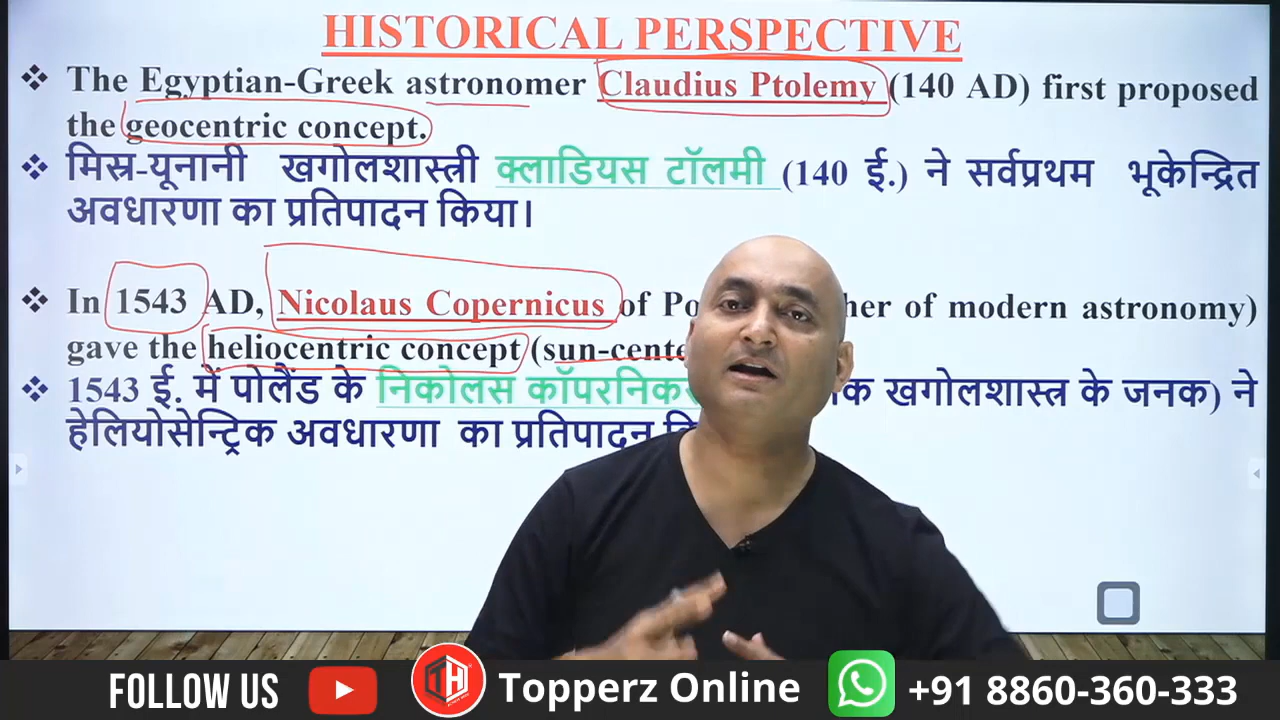 HISTORICAL PERSPECTIVE
❖ The Egyptian-Greek astronomer Claudius Ptolemy (140 AD) first proposed
the geocentric concept.
❖ मिस्र-यूनानी खगोलशास्त्री क्लाडियस टॉलमी (140 ई.) ने सर्वप्रथम भूकेन्द्रित
अवधारणा का प्रतिपादन किया।
❖ In 1543 AD, Nicolaus Copernicus of of modern astronomy)
gave the heliocentric concept
❖ 1543 ई. में पोलैंड के निकोलस खगोलशास्त्र के जनक) ने
हेलियोसेन्ट्रिक अवधारणा का प्रतिपादन
FOLLOW US TH Topperz Online +91 8860-360-333